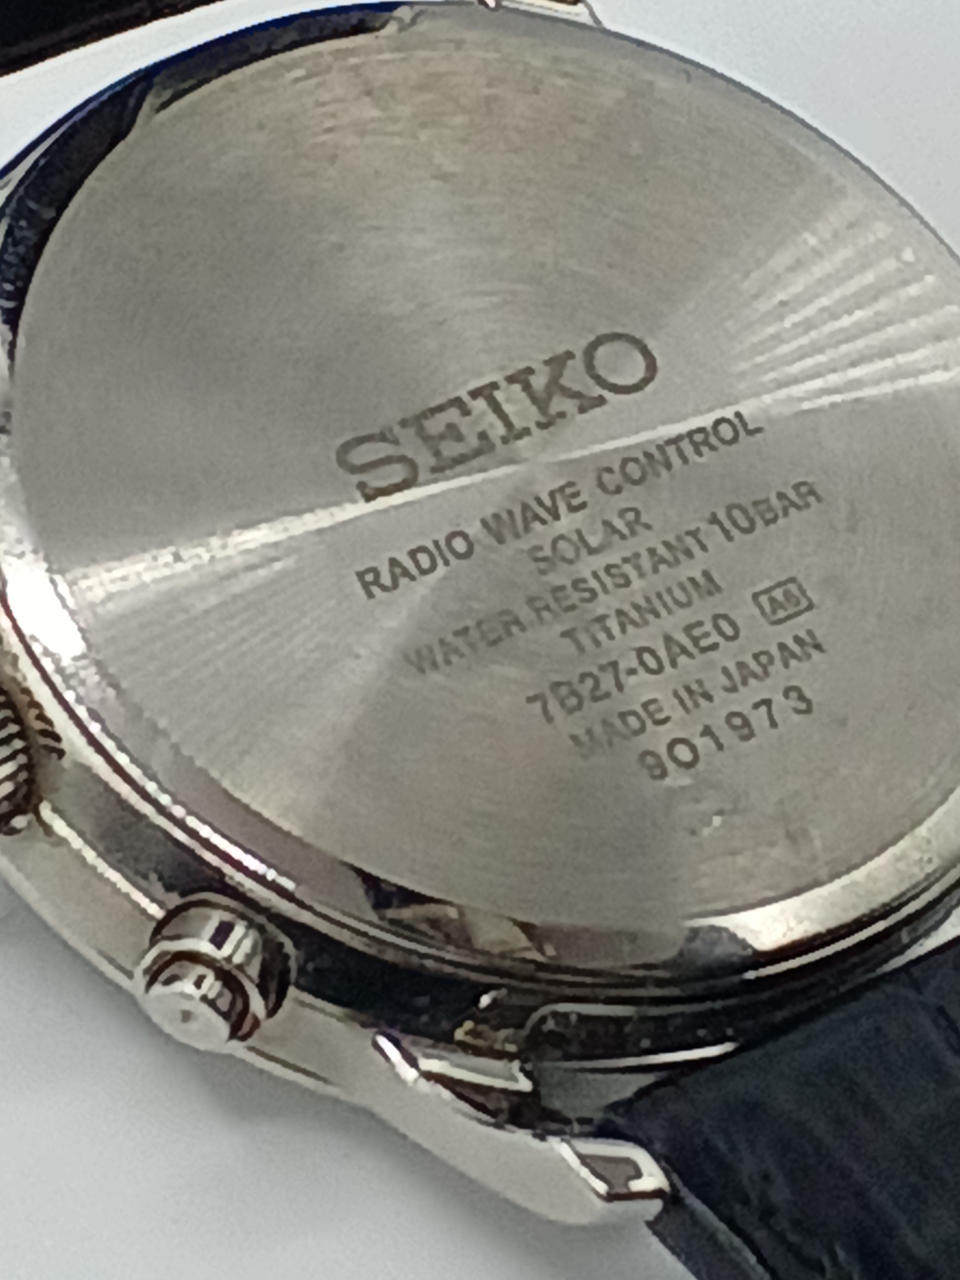 SEIKO
RADIO WAVE CONTROL
SOLAR
WATER RESISTANT 10BAR
TITANIUM
7B27-0AE0 A6
MADE IN JAPAN
901973